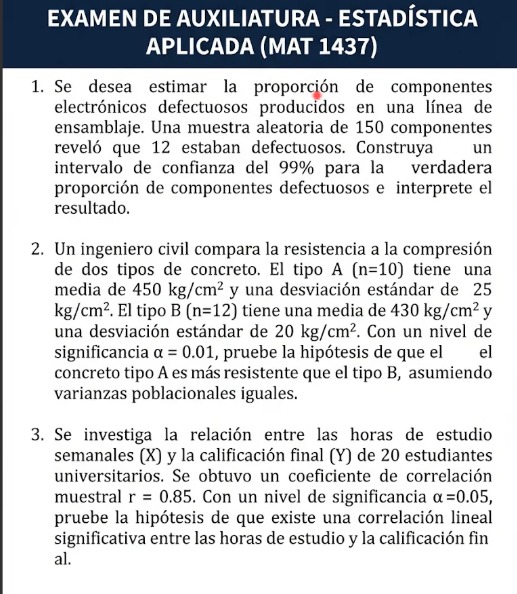 EXAMEN DE AUXILIATURA - ESTADÍSTICA
APLICADA (MAT 1437)
1. Se desea estimar la proporción de componentes
electrónicos defectuosos producidos en una línea de
ensamblaje. Una muestra aleatoria de 150 componentes
reveló que 12 estaban defectuosos. Construya un
intervalo de confianza del 99% para la verdadera
proporción de componentes defectuosos e interprete el
resultado.
2. Un ingeniero civil compara la resistencia a la compresión
de dos tipos de concreto. El tipo A (n=10) tiene una
media de 450 kg/cm² y una desviación estándar de 25
kg/cm². El tipo B (n=12) tiene una media de 430 kg/cm² y
una desviación estándar de 20 kg/cm². Con un nivel de
significancia α = 0.01, pruebe la hipótesis de que el el
concreto tipo A es más resistente que el tipo B, asumiendo
varianzas poblacionales iguales.
3. Se investiga la relación entre las horas de estudio
semanales (X) y la calificación final (Y) de 20 estudiantes
universitarios. Se obtuvo un coeficiente de correlación
muestral r = 0.85. Con un nivel de significancia α=0.05,
pruebe la hipótesis de que existe una correlación lineal
significativa entre las horas de estudio y la calificación fin
al.